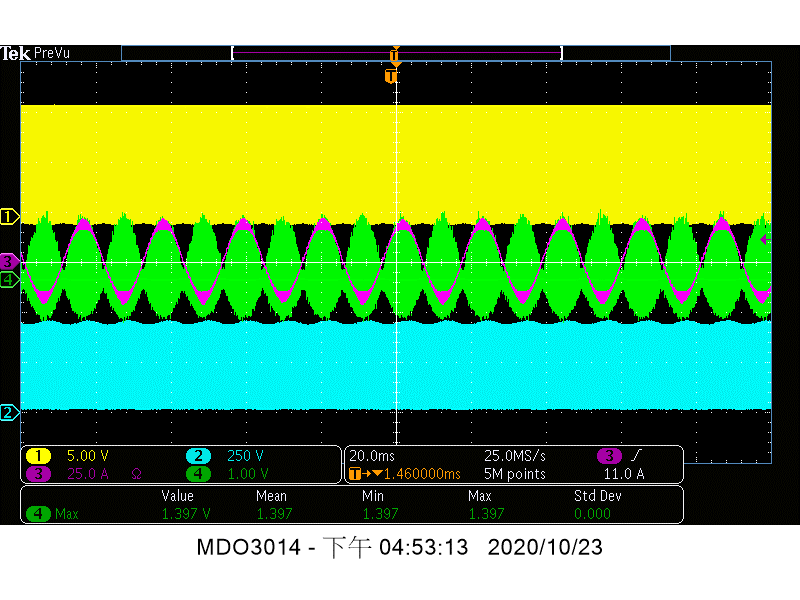 Tek PreVu
T
T
1
3
4
2
1 5.00 V 2 250 V 20.0ms 25.0MS/s 3
3 25.0 A Ω 4 1.00 V T→▼1.460000ms 5M points 11.0 A
Value Mean Min Max Std Dev
4 Max 1.397 V 1.397 1.397 1.397 0.000
MDO3014 - 下午 04:53:13 2020/10/23